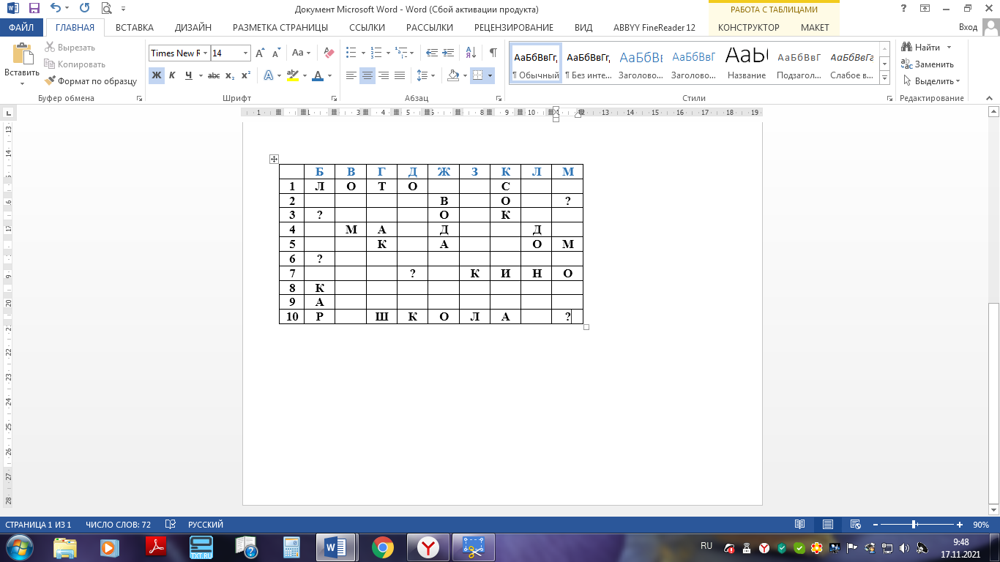 Документ Microsoft Word - Word (Сбой активации продукта)
РАБОТА С ТАБЛИЦАМИ
ФАЙЛ ГЛАВНАЯ ВСТАВКА ДИЗАЙН РАЗМЕТКА СТРАНИЦЫ ССЫЛКИ РАССЫЛКИ РЕЦЕНЗИРОВАНИЕ ВИД ABBYY FineReader 12 КОНСТРУКТОР МАКЕТ Вход
Вставить
Вырезать
Копировать
Формат по образцу
Буфер обмена
Times New R 14
Ж К Ч abc x₂ x²
Шрифт
Абзац
АаБбВвГг, АаБбВвГг, АаБбВв АаБбВвГ АаБ АаБбВвГ АаБбВвГг
¶ Обычный ¶ Без инте... Заголово... Заголово... Название Подзагол... Слабое в...
Стили
Найти
Заменить
Выделить
Редактирование
Б В Г Д Ж З К Л М
1 Л О Т О С
2 В О ?
3 ? О К
4 М А Д Д
5 К А О М
6 ?
7 ? К И Н О
8 К
9 А
10 Р Ш К О Л А ?
СТРАНИЦА 1 ИЗ 1 ЧИСЛО СЛОВ: 72 РУССКИЙ 90%
RU 9:48
17.11.2021